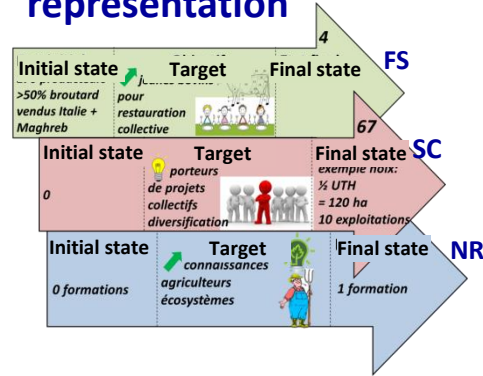 representation
4
FS
Initial state Target Final state
>50% broutard
vendus Italie +
Maghreb
pour
restauration
collective
67
SC
Initial state Target Final state
0
porteurs
de projets
collectifs
diversification
exemple noix:
½ UTH
= 120 ha
10 exploitations
NR
Initial state Target Final state
0 formations
connaissances
agriculteurs
écosystèmes
1 formation